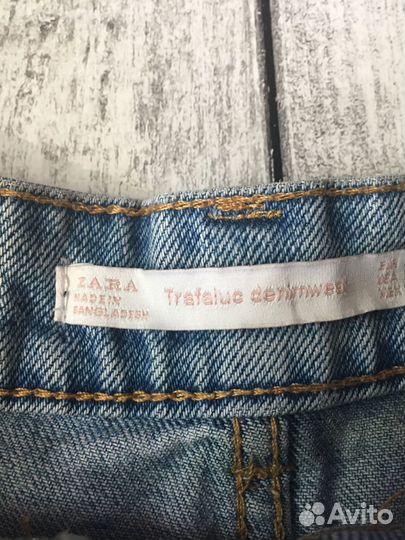 ZARA
MADE IN
BANGLADESH
Trafaluc denimwear
Avito